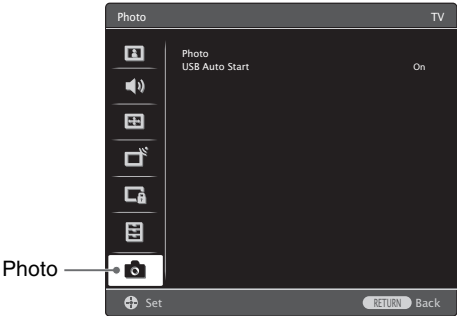 Photo TV
Photo
USB Auto Start On
Photo
Set RETURN Back